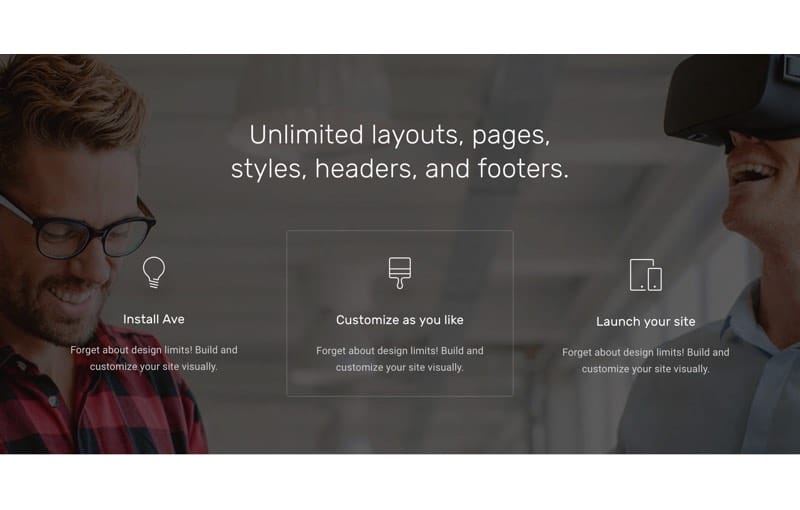 Unlimited layouts, pages,
styles, headers, and footers.
Install Ave
Forget about design limits! Build and
customize your site visually.
Customize as you like
Forget about design limits! Build and
customize your site visually.
Launch your site
Forget about design limits! Build and
customize your site visually.